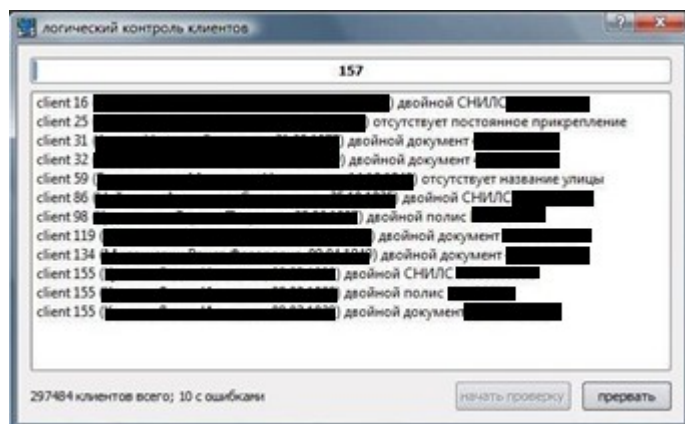 логический контроль клиентов
157
client 16 ( ) двойной СНИЛС
client 25 ( ) отсутствует постоянное прикрепление
client 31 ( ) двойной документ
client 32 ) двойной документ
client 59 ( ) отсутствует название улицы
client 86 ( ) двойной СНИЛС
client 98 ( ) двойной полис
client 119 ( ) двойной документ
client 134 ( ) двойной документ
client 155 ( ) двойной СНИЛС
client 155 ( ) двойной полис
client 155 ( ) двойной документ
297484 клиентов всего; 10 с ошибками
начать проверку
прервать